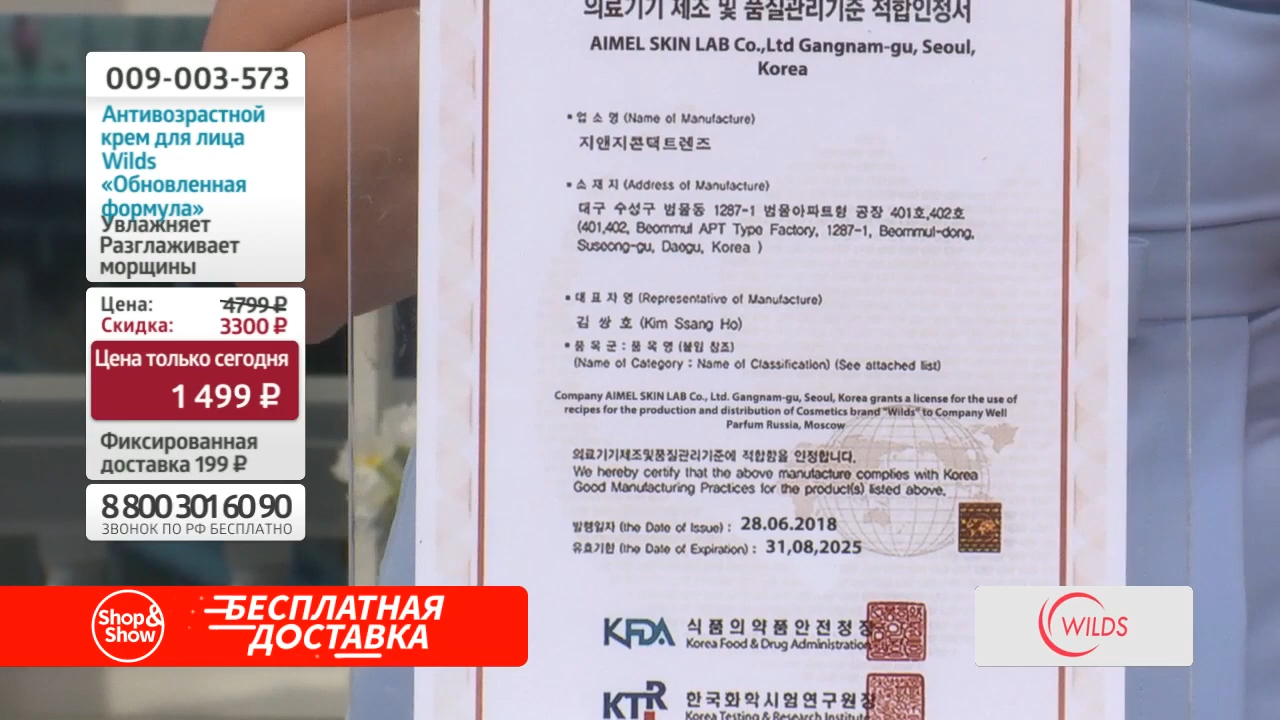 009-003-573
Антивозрастной
крем для лица
Wilds
«Обновленная
формула»
Увлажняет
Разглаживает
морщины
Цена: 4799 ₽
Скидка: 3300 ₽
Цена только сегодня
1 499 ₽
Фиксированная
доставка 199 ₽
8 800 301 60 90
ЗВОНОК ПО РФ БЕСПЛАТНО
Shop&
Show
БЕСПЛАТНАЯ
ДОСТАВКА
의료기기 제조 및 품질관리기준 적합인정서
AIMEL SKIN LAB Co.,Ltd Gangnam-gu, Seoul,
Korea
▪ 업 소 명 (Name of Manufacture)
지앤지콘택트렌즈
▪ 소 재 지 (Address of Manufacture)
대구 수성구 범물동 1287-1 범물아파트형 공장 401호,402호
(401,402, Beommul APT Type Factory, 1287-1, Beommul-dong,
Suseong-gu, Daegu, Korea )
▪ 대 표 자 명 (Representative of Manufacture)
김 쌍 호 (Kim Ssang Ho)
▪ 품 목 군 : 품 목 명 (붙임 참조)
(Name of Category : Name of Classification) (See attached list)
Company AIMEL SKIN LAB Co., Ltd. Gangnam-gu, Seoul, Korea grants a license for the use of
recipes for the production and distribution of Cosmetics brand "Wilds" to Company Well
Parfum Russia, Moscow
의료기기제조및품질관리기준에 적합함을 인정합니다.
We hereby certify that the above manufacture complies with Korea
Good Manufacturing Practices for the product(s) listed above.
발행일자 (the Date of Issue) : 28.06.2018
유효기한 (the Date of Expiration) : 31,08,2025
KFDA 식품의약품안전청장
Korea Food & Drug Administration
KTR 한국화학시험연구원장
Korea Testing & Research Institute
WILDS